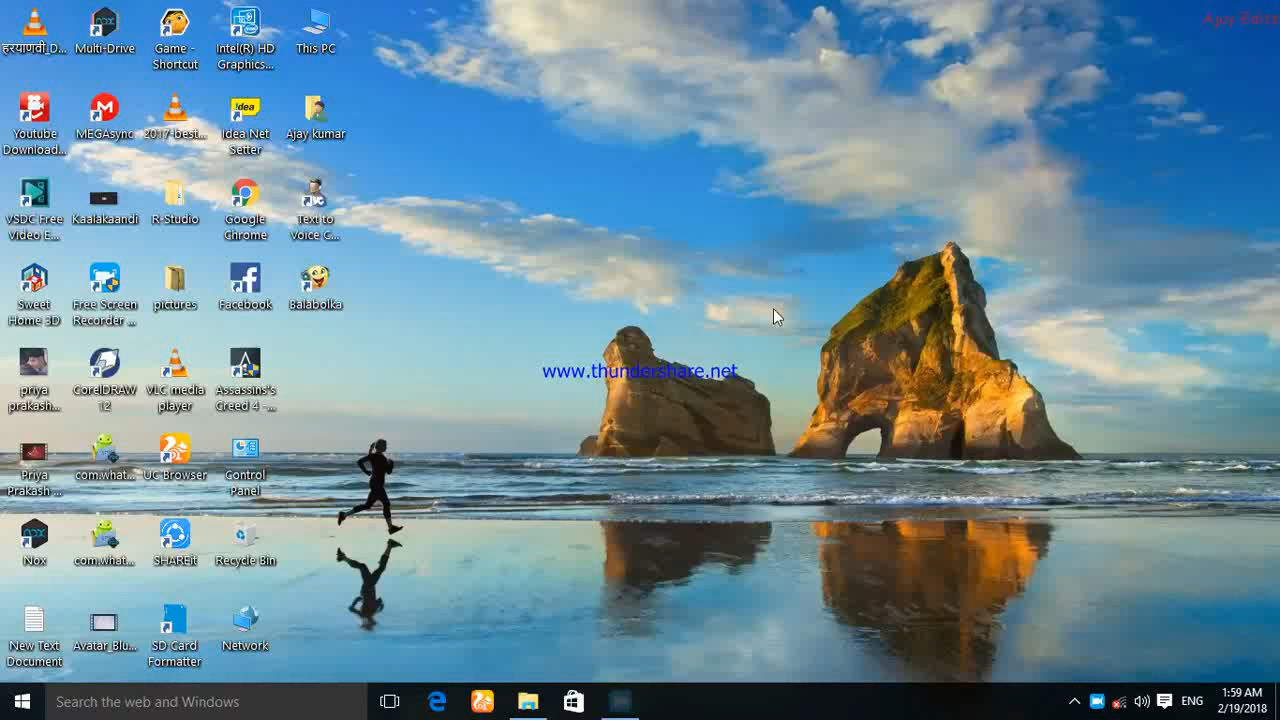 हरयाणवी_D...
Multi-Drive
Game -
Shortcut
Intel(R) HD
Graphics...
This PC
Ajay Edits
Youtube
Download...
MEGAsync
2017-best...
Idea Net
Setter
Ajay kumar
VSDC Free
Video E...
Kaalakaandi
R-Studio
Google
Chrome
Text to
Voice C...
Sweet
Home 3D
Free Screen
Recorder ...
pictures
Facebook
Balabolka
www.thundershare.net
priya
prakash...
CorelDRAW
12
VLC media
player
Assassins's
Creed 4 -...
Priya
Prakash ...
com.what...
UC Browser
Control
Panel
Nox
com.what...
SHAREit
Recycle Bin
New Text
Document
Avatar_Blu...
SD Card
Formatter
Network
Search the web and Windows
ENG
1:59 AM
2/19/2018